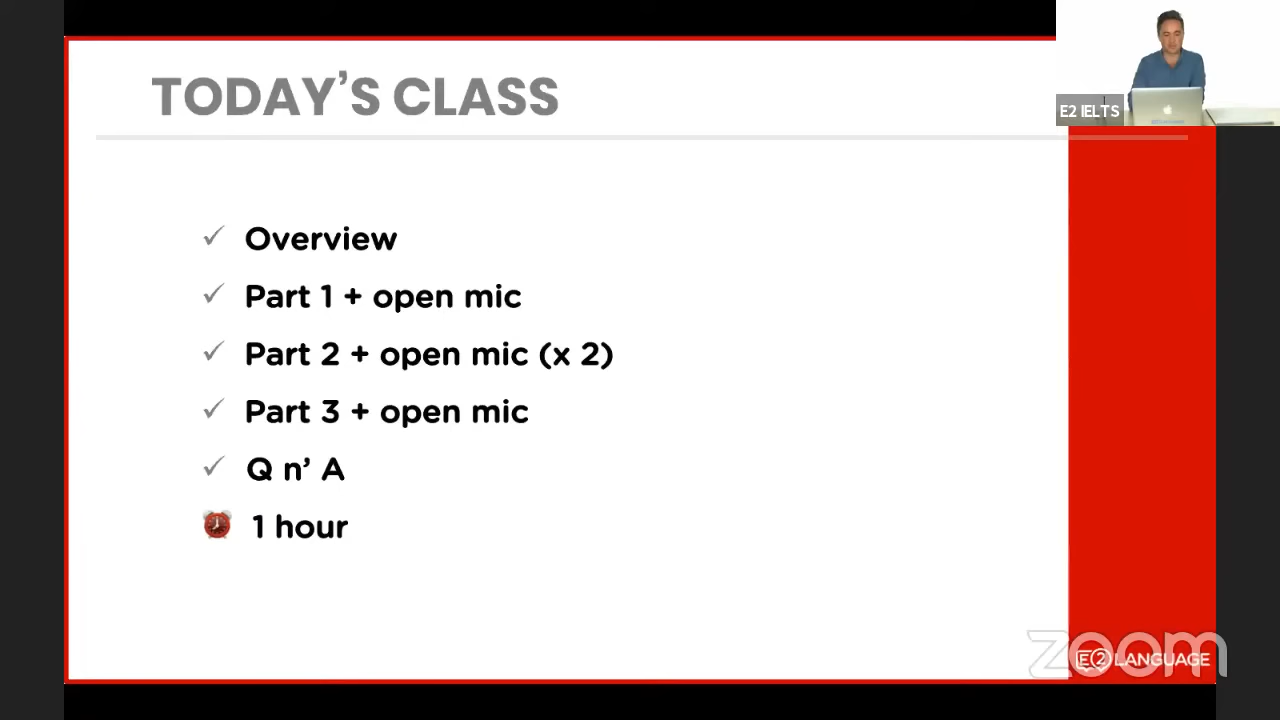 TODAY’S CLASS
E2 IELTS
✓ Overview
✓ Part 1 + open mic
✓ Part 2 + open mic (x 2)
✓ Part 3 + open mic
✓ Q n’ A
1 hour
zoom
E2 LANGUAGE